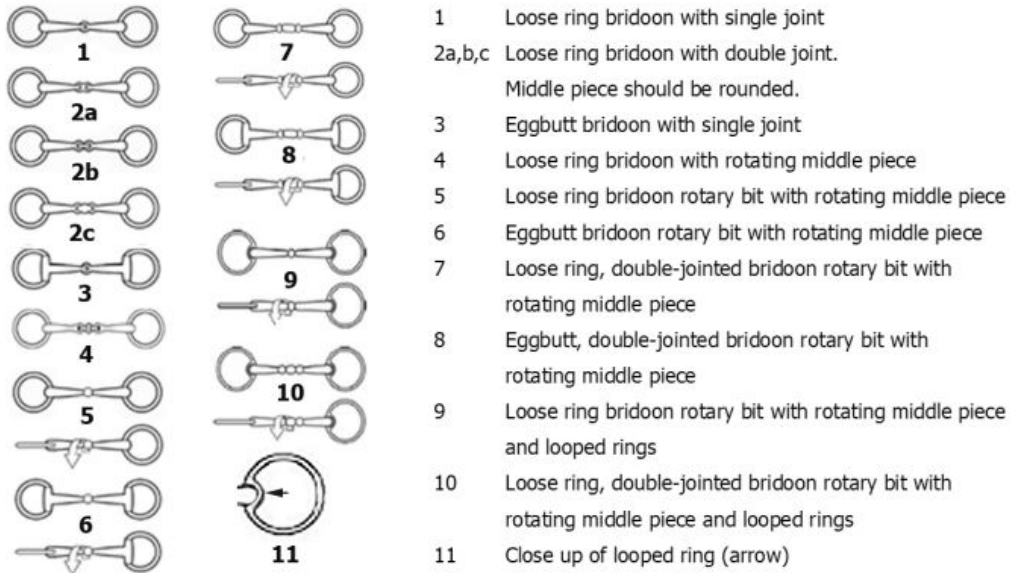 1
2a
2b
2c
3
4
5
6
7
8
9
10
11
1 Loose ring bridoon with single joint
2a,b,c Loose ring bridoon with double joint.
Middle piece should be rounded.
3 Eggbutt bridoon with single joint
4 Loose ring bridoon with rotating middle piece
5 Loose ring bridoon rotary bit with rotating middle piece
6 Eggbutt bridoon rotary bit with rotating middle piece
7 Loose ring, double-jointed bridoon rotary bit with
rotating middle piece
8 Eggbutt, double-jointed bridoon rotary bit with
rotating middle piece
9 Loose ring bridoon rotary bit with rotating middle piece
and looped rings
10 Loose ring, double-jointed bridoon rotary bit with
rotating middle piece and looped rings
11 Close up of looped ring (arrow)